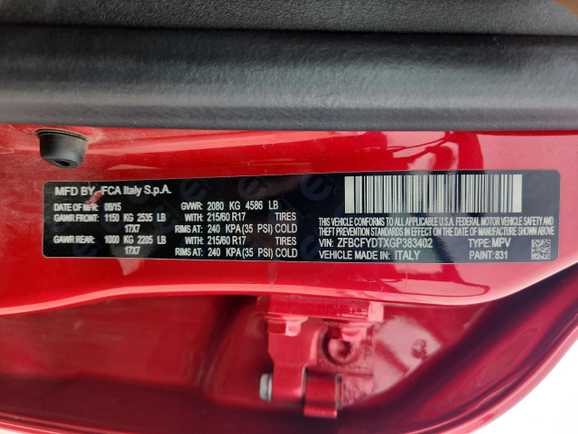 MFD BY FCA Italy S.p.A.
DATE OF MFR: 08/15 GVWR: 2080 KG 4586 LB
GAWR FRONT: 1150 KG 2535 LB WITH: 215/60 R17 TIRES
17X7 RIMS AT: 240 KPA (35 PSI) COLD
GAWR REAR: 1000 KG 2205 LB WITH: 215/60 R17 TIRES
17X7 RIMS AT: 240 KPA (35 PSI) COLD
THIS VEHICLE CONFORMS TO ALL APPLICABLE U.S.A. FEDERAL MOTOR
VEHICLE SAFETY, BUMPER, AND THEFT PREVENTION STANDARDS IN
EFFECT ON THE DATE OF MANUFACTURE SHOWN ABOVE.
VIN: ZFBCFYDTXGP383402 TYPE: MPV
VEHICLE MADE IN: ITALY PAINT: 831